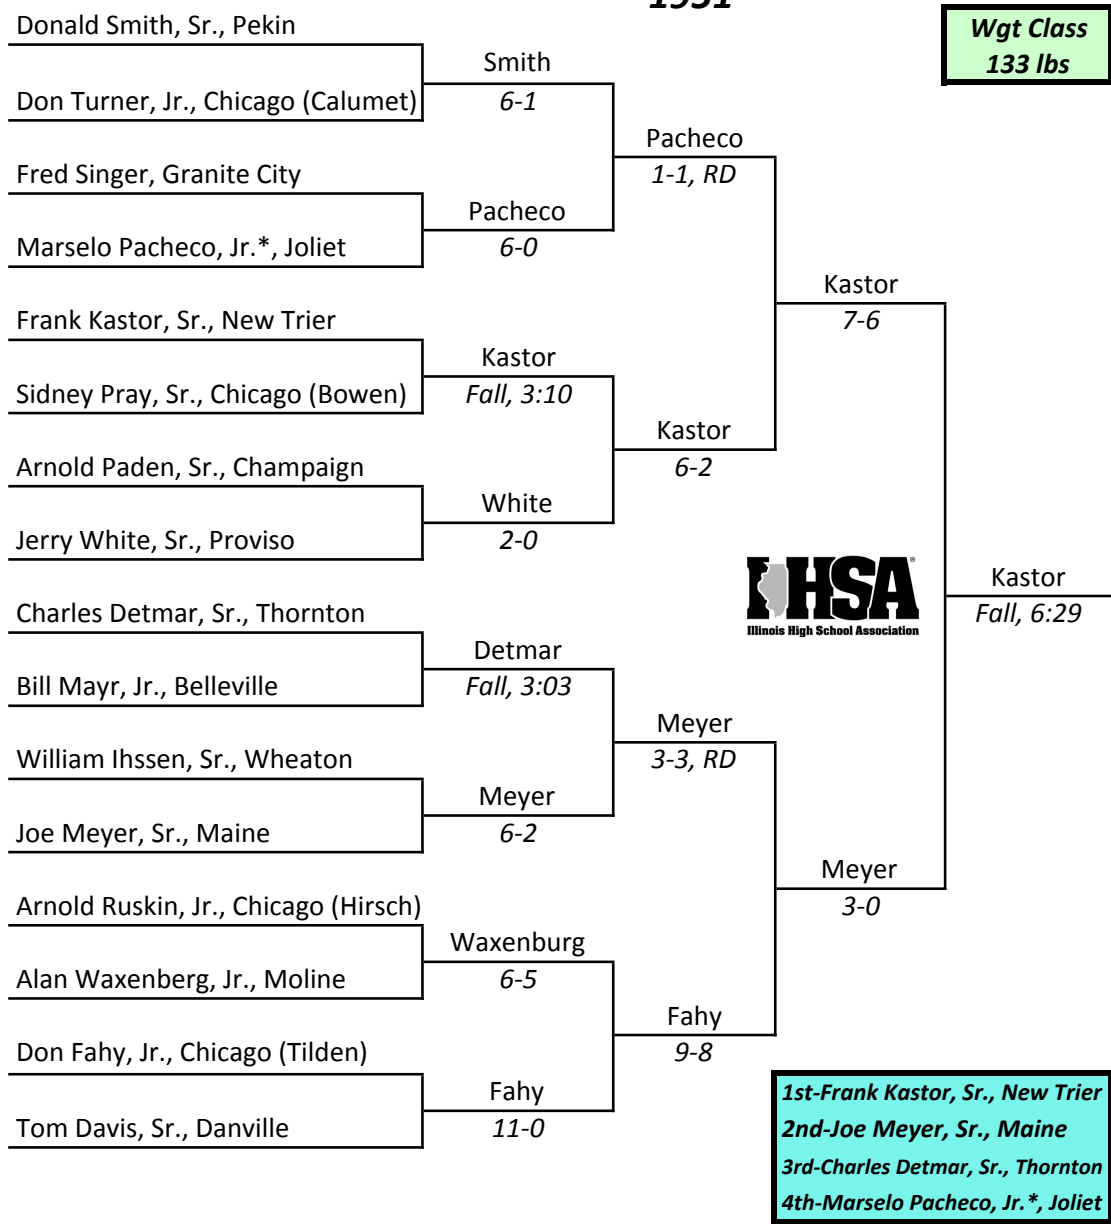 1951
Wgt Class
133 lbs
Donald Smith, Sr., Pekin
Smith
6-1
Don Turner, Jr., Chicago (Calumet)
Pacheco
1-1, RD
Fred Singer, Granite City
Pacheco
6-0
Marselo Pacheco, Jr.*, Joliet
Kastor
7-6
Frank Kastor, Sr., New Trier
Kastor
Fall, 3:10
Sidney Pray, Sr., Chicago (Bowen)
Kastor
6-2
Arnold Paden, Sr., Champaign
White
2-0
Jerry White, Sr., Proviso
IHSA
Illinois High School Association
Kastor
Fall, 6:29
Charles Detmar, Sr., Thornton
Detmar
Fall, 3:03
Bill Mayr, Jr., Belleville
Meyer
3-3, RD
William Ihssen, Sr., Wheaton
Meyer
6-2
Joe Meyer, Sr., Maine
Meyer
3-0
Arnold Ruskin, Jr., Chicago (Hirsch)
Waxenburg
6-5
Alan Waxenberg, Jr., Moline
Fahy
9-8
Don Fahy, Jr., Chicago (Tilden)
Fahy
11-0
Tom Davis, Sr., Danville
1st-Frank Kastor, Sr., New Trier
2nd-Joe Meyer, Sr., Maine
3rd-Charles Detmar, Sr., Thornton
4th-Marselo Pacheco, Jr.*, Joliet